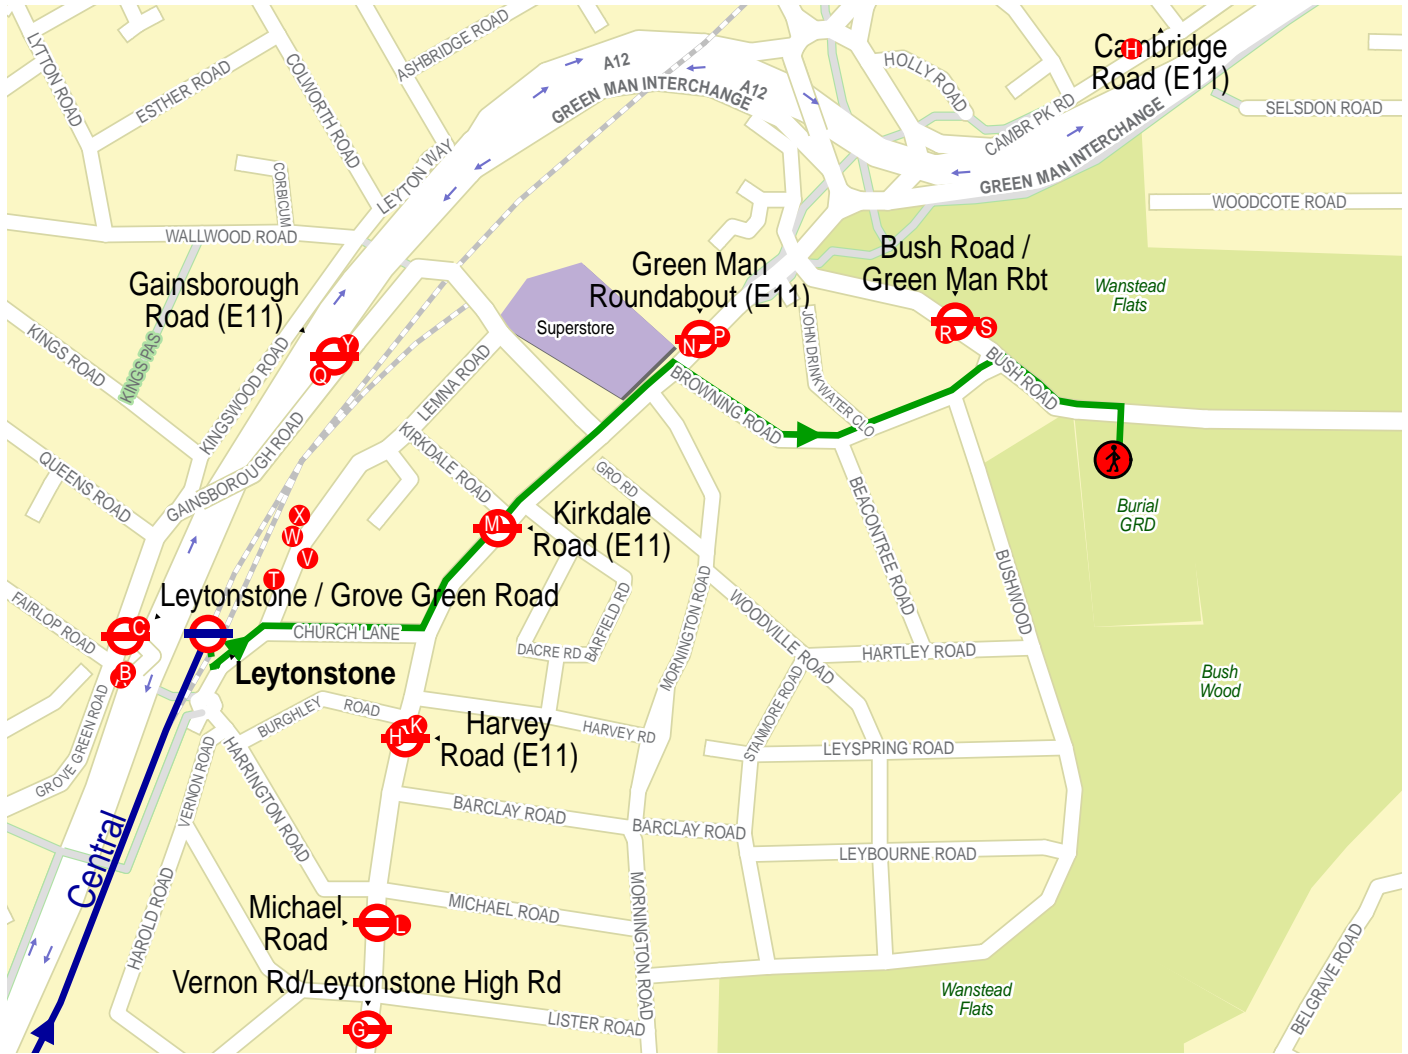 LYTTON ROAD
ESTHER ROAD
COLWORTH ROAD
ASHBRIDGE ROAD
A12
GREEN MAN INTERCHANGE
A12
HOLLY ROAD
Cambridge
Road (E11)
H
CAMBR PK RD
GREEN MAN INTERCHANGE
SELSDON ROAD
WOODCOTE ROAD
LEYTON WAY
CORBICUM
WALLWOOD ROAD
Gainsborough
Road (E11)
Y
Q
KINGS ROAD
KINGS PAS
KINGSWOOD ROAD
GAINSBOROUGH ROAD
QUEENS ROAD
LEMNA ROAD
KIRKDALE ROAD
Superstore
Green Man
Roundabout (E11)
N
P
Bush Road /
Green Man Rbt
R
S
Wanstead
Flats
JOHN DRINKWATER CLO
BROWNING ROAD
BUSH ROAD
Burial
GRD
GRO RD
BEACONTREE ROAD
BUSHWOOD
M
Kirkdale
Road (E11)
X
W
V
T
Leytonstone / Grove Green Road
C
B
FAIRLOP ROAD
CHURCH LANE
Leytonstone
DACRE RD
BARFIELD RD
MORNINGTON ROAD
WOODVILLE ROAD
HARTLEY ROAD
STANMORE ROAD
LEYSPRING ROAD
Bush
Wood
GROVE GREEN ROAD
BURGHLEY ROAD
HARVEY RD
K
H
Harvey
Road (E11)
VERNON ROAD
HARRINGTON ROAD
BARCLAY ROAD
BARCLAY ROAD
LEYBOURNE ROAD
Central
HAROLD ROAD
Michael
Road
L
MICHAEL ROAD
MORNINGTON ROAD
Vernon Rd/Leytonstone High Rd
G
LISTER ROAD
Wanstead
Flats
BELGRAVE ROAD